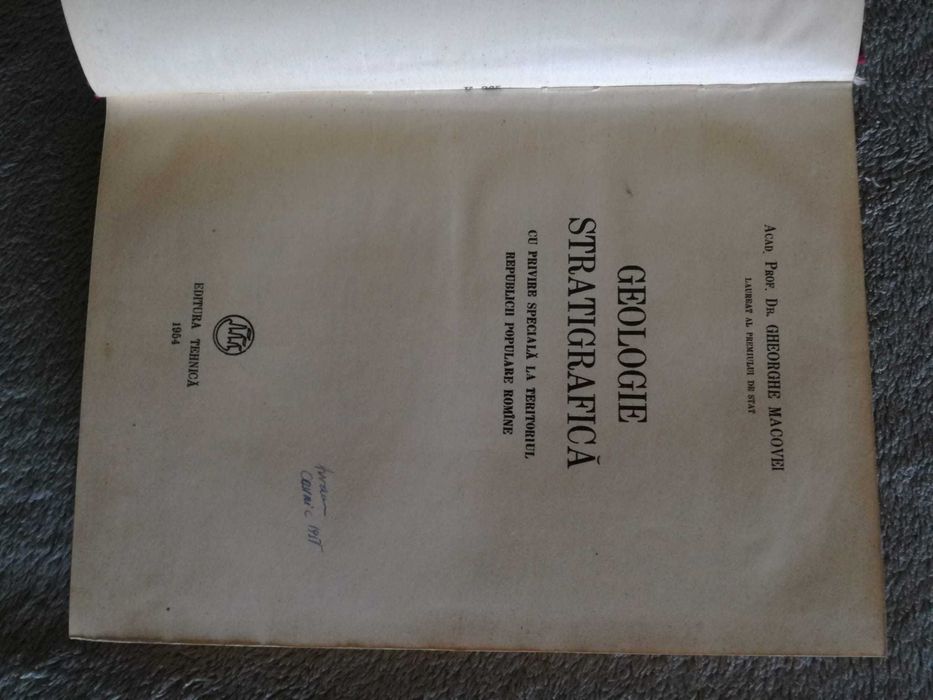 ACAD. PROF. DR. GHEORGHE MACOVEI
LAUREAT AL PREMIULUI DE STAT
GEOLOGIE
STRATIGRAFICĂ
CU PRIVIRE SPECIALĂ LA TERITORIUL
REPUBLICII POPULARE ROMÎNE
EDITURA TEHNICĂ
1954